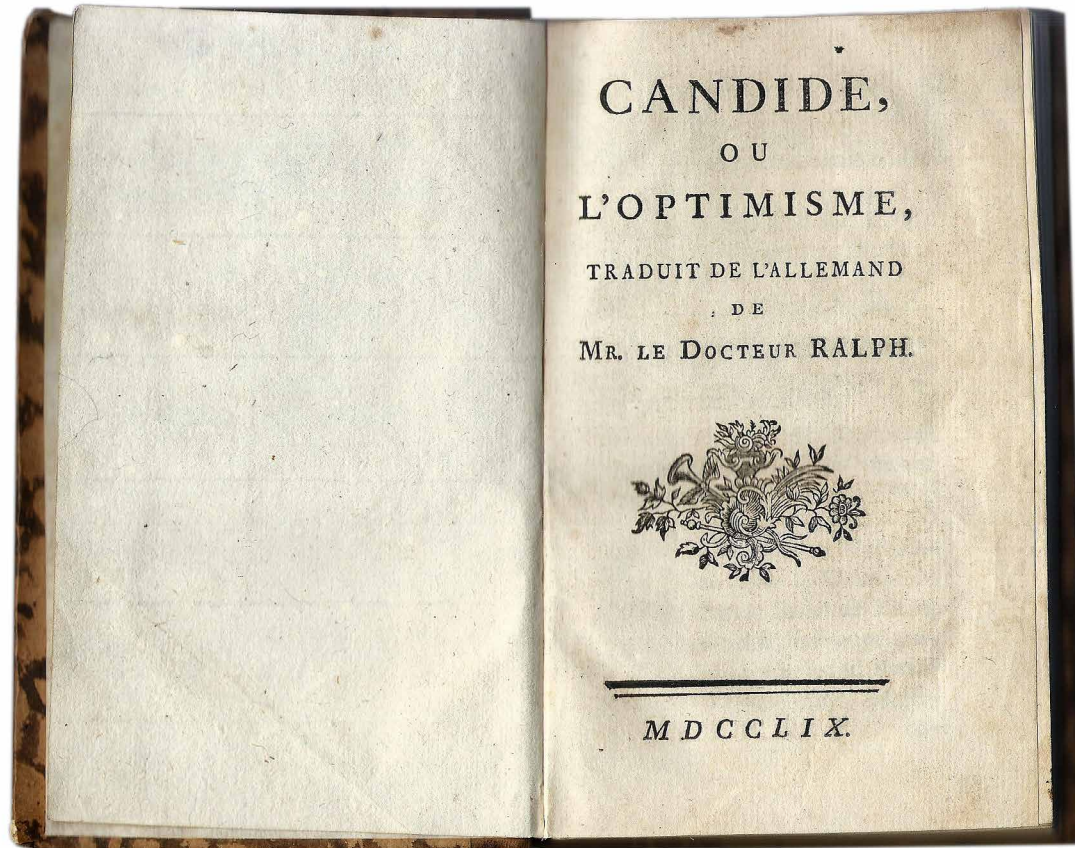 CANDIDE,
OU
L'OPTIMISME,
TRADUIT DE L'ALLEMAND
DE
MR. LE DOCTEUR RALPH.
MDCCLIX.